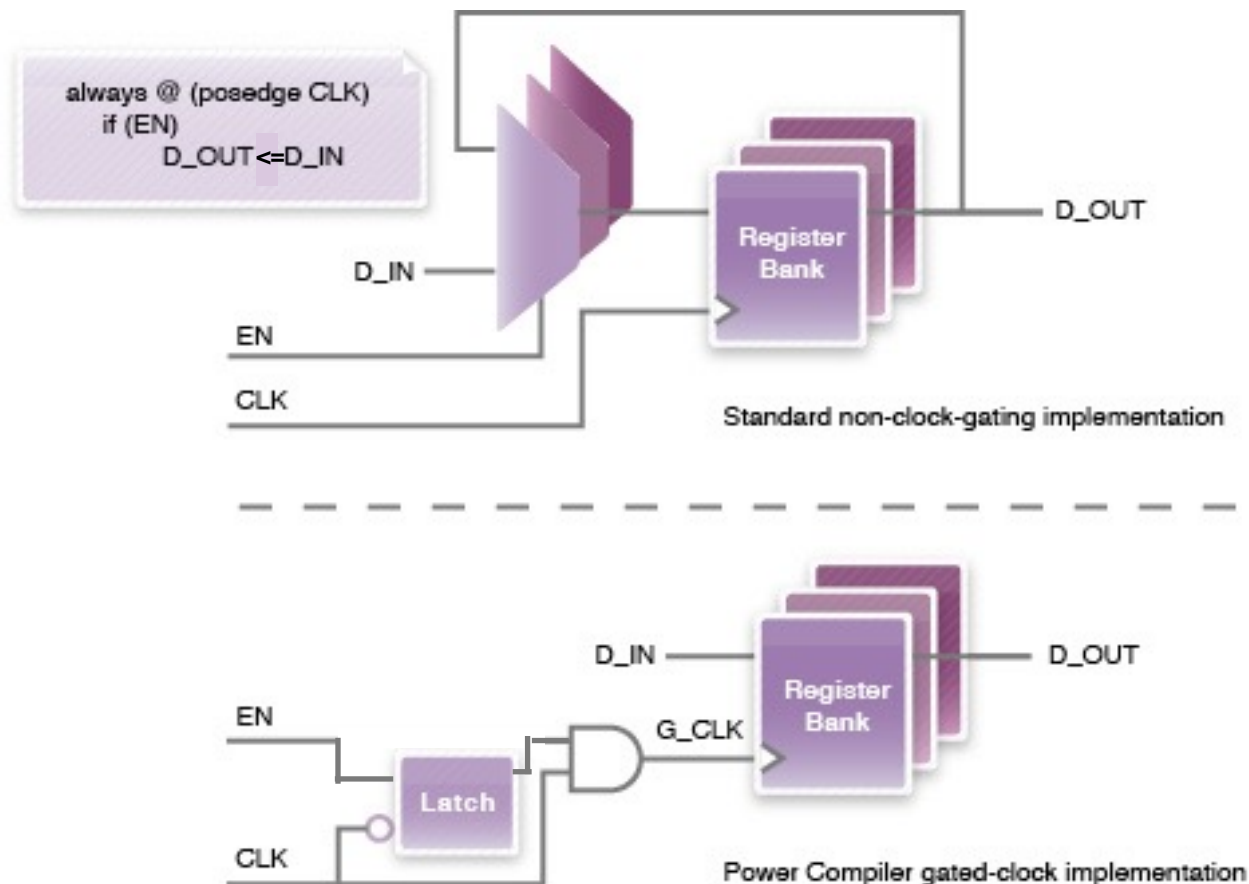 always @ (posedge CLK)
if (EN)
D_OUT<=D_IN
Register
Bank
D_OUT
D_IN
EN
CLK
Standard non-clock-gating implementation
D_IN
Register
Bank
D_OUT
EN
G_CLK
Latch
CLK
Power Compiler gated-clock implementation